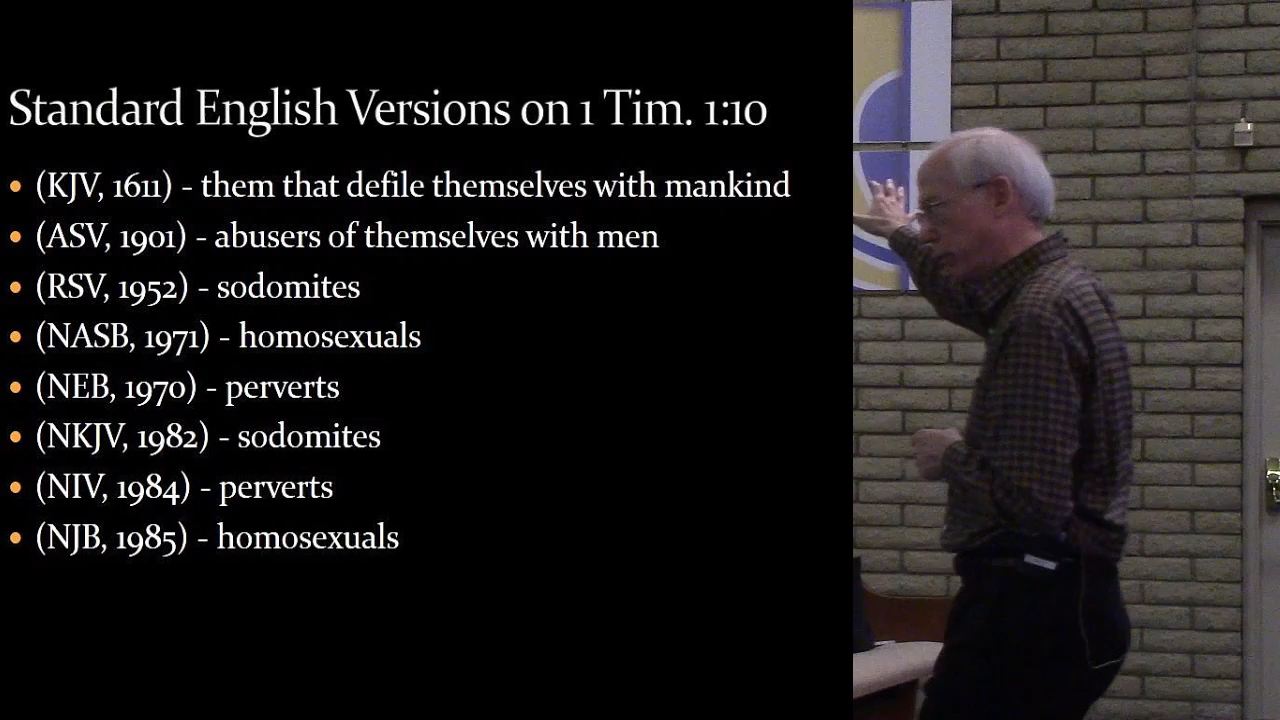 Standard English Versions on 1 Tim. 1:10
• (KJV, 1611) - them that defile themselves with mankind
• (ASV, 1901) - abusers of themselves with men
• (RSV, 1952) - sodomites
• (NASB, 1971) - homosexuals
• (NEB, 1970) - perverts
• (NKJV, 1982) - sodomites
• (NIV, 1984) - perverts
• (NJB, 1985) - homosexuals